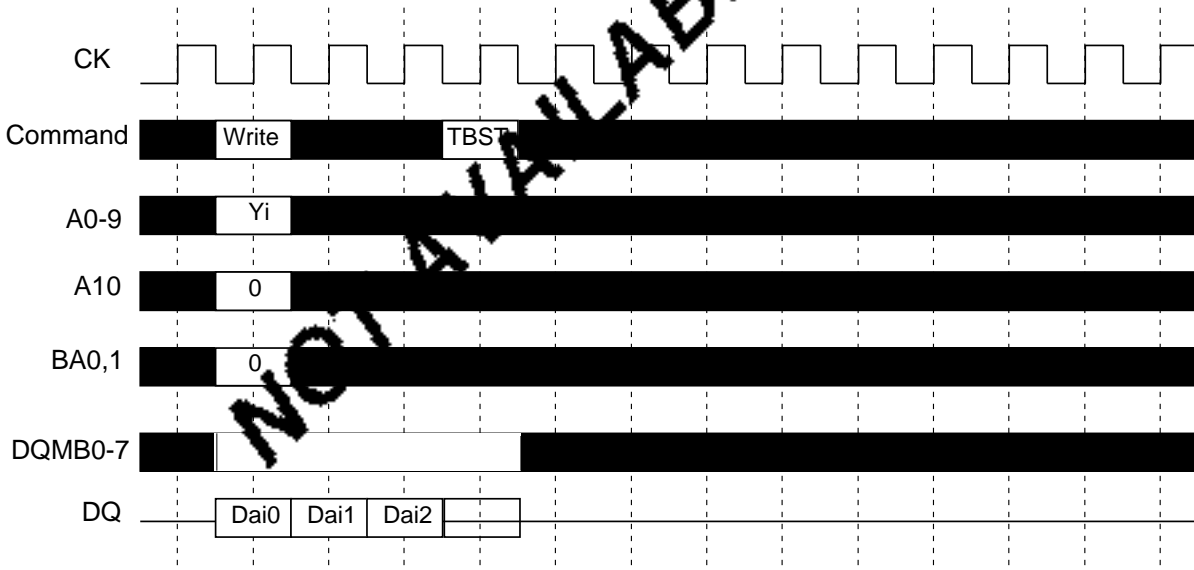 CK
Command Write TBST
A0-9 Yi
A10 0
BA0,1 0
DQMB0-7
DQ Dai0 Dai1 Dai2
NOT AVAILAB